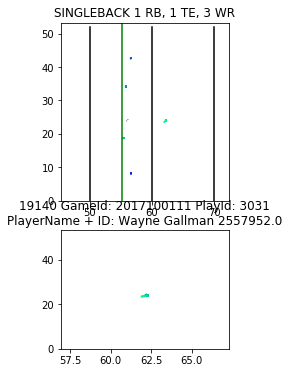 SINGLEBACK 1 RB, 1 TE, 3 WR
50
40
30
20
10
0
50 60 70
19140 GameId: 2017100111 PlayId: 3031
PlayerName + ID: Wayne Gallman 2557952.0
40
20
0
57.5 60.0 62.5 65.0